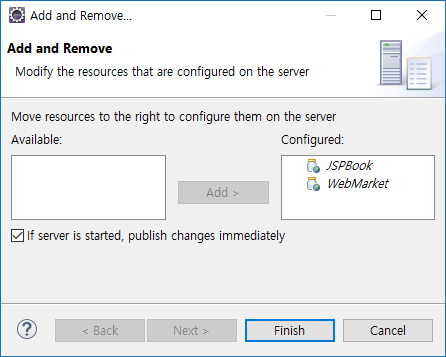 Add and Remove...
Add and Remove
Modify the resources that are configured on the server
Move resources to the right to configure them on the server
Available:
Configured:
JSPBook
WebMarket
Add >
If server is started, publish changes immediately
?
< Back
Next >
Finish
Cancel